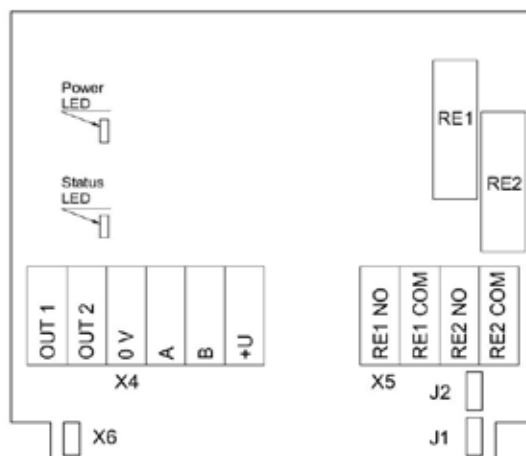 Power
LED
RE1
RE2
Status
LED
OUT 1
OUT 2
0 V
A
B
+U
RE1 NO
RE1 COM
RE2 NO
RE2 COM
X4
X5
J2
X6
J1